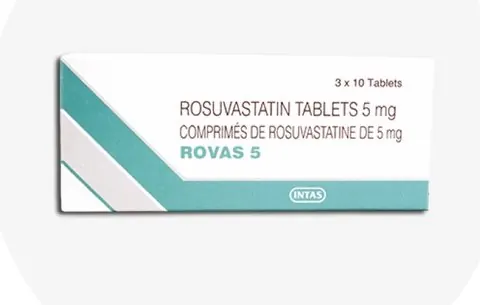 3 x 10 Tablets
ROSUVASTATIN TABLETS 5 mg
COMPRIMÉS DE ROSUVASTATINE DE 5 mg
ROVAS 5
INTAS